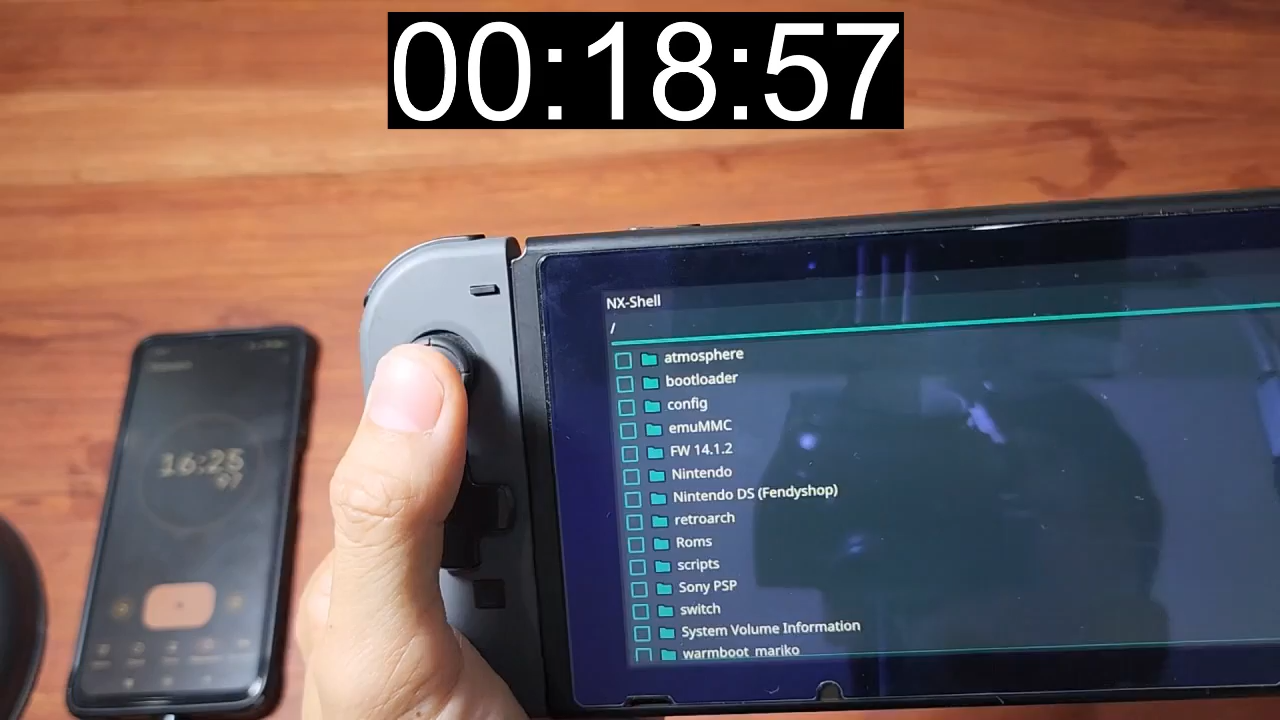 00:18:57
NX-Shell
/
atmosphere
bootloader
config
emuMMC
FW 14.1.2
Nintendo
Nintendo DS (Fendyshop)
retroarch
Roms
scripts
Sony PSP
switch
System Volume Information
warmboot_mariko
16:25
97